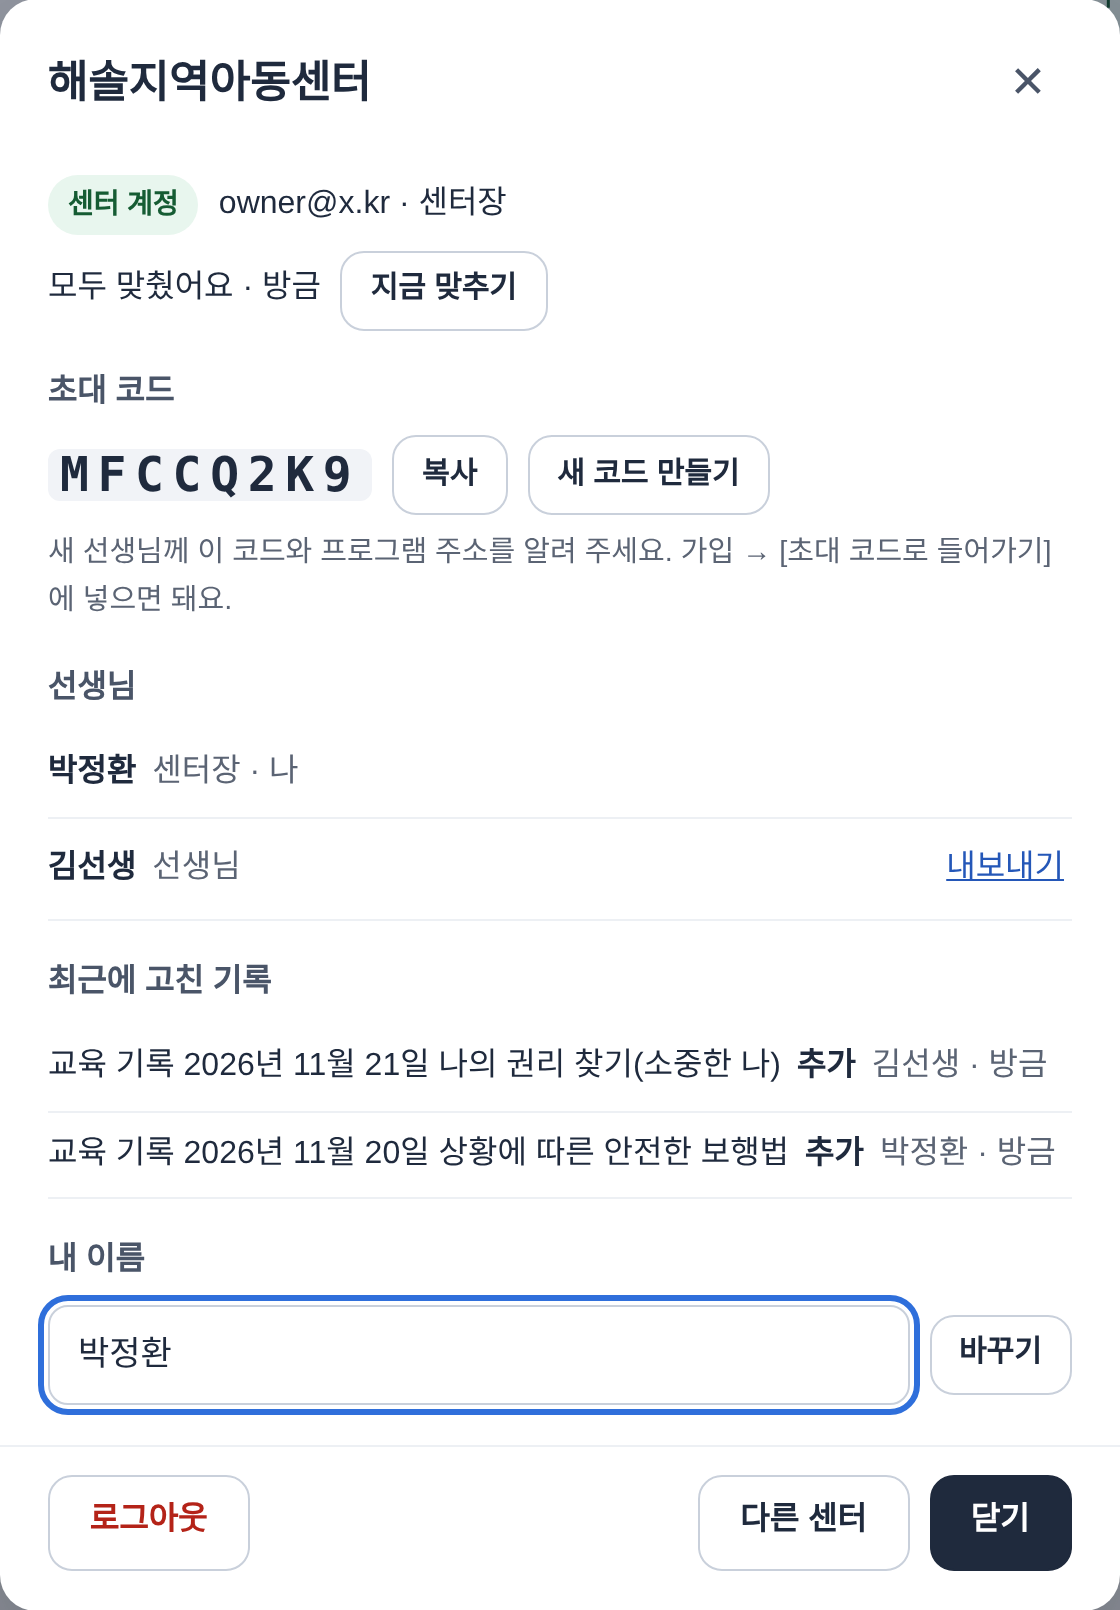 해솔지역아동센터 ✕
센터 계정 owner@x.kr · 센터장
모두 맞췄어요 · 방금 지금 맞추기
초대 코드
MFCCQ2K9 복사 새 코드 만들기
새 선생님께 이 코드와 프로그램 주소를 알려 주세요. 가입 → [초대 코드로 들어가기]
에 넣으면 돼요.
선생님
박정환 센터장 · 나
김선생 선생님 내보내기
최근에 고친 기록
교육 기록 2026년 11월 21일 나의 권리 찾기(소중한 나) 추가 김선생 · 방금
교육 기록 2026년 11월 20일 상황에 따른 안전한 보행법 추가 박정환 · 방금
내 이름
박정환 바꾸기
로그아웃 다른 센터 닫기